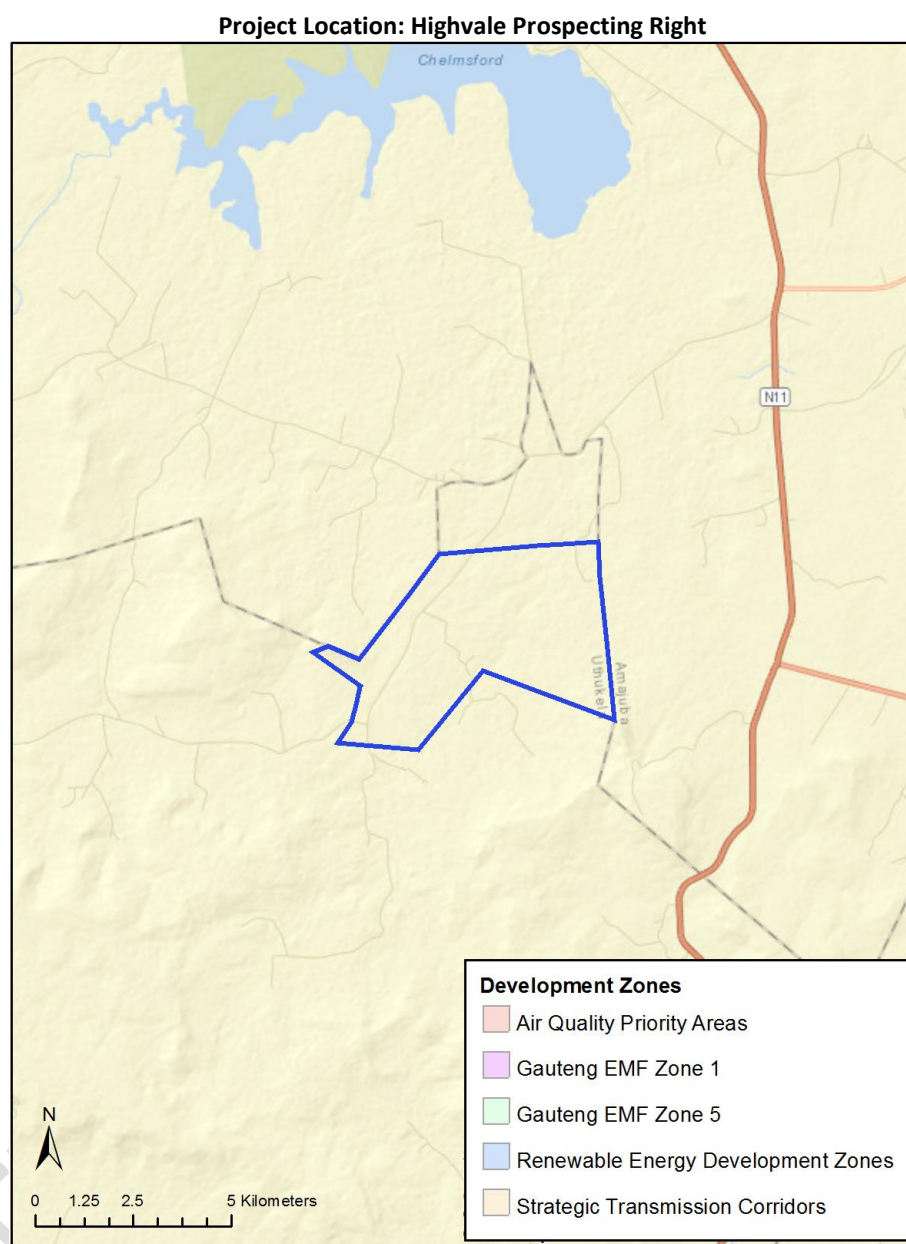 Project Location: Highvale Prospecting Right
Chelmsford
N11
Amajuba
Uthukela
Development Zones
Air Quality Priority Areas
Gauteng EMF Zone 1
Gauteng EMF Zone 5
Renewable Energy Development Zones
Strategic Transmission Corridors
N
0 1.25 2.5 5 Kilometers